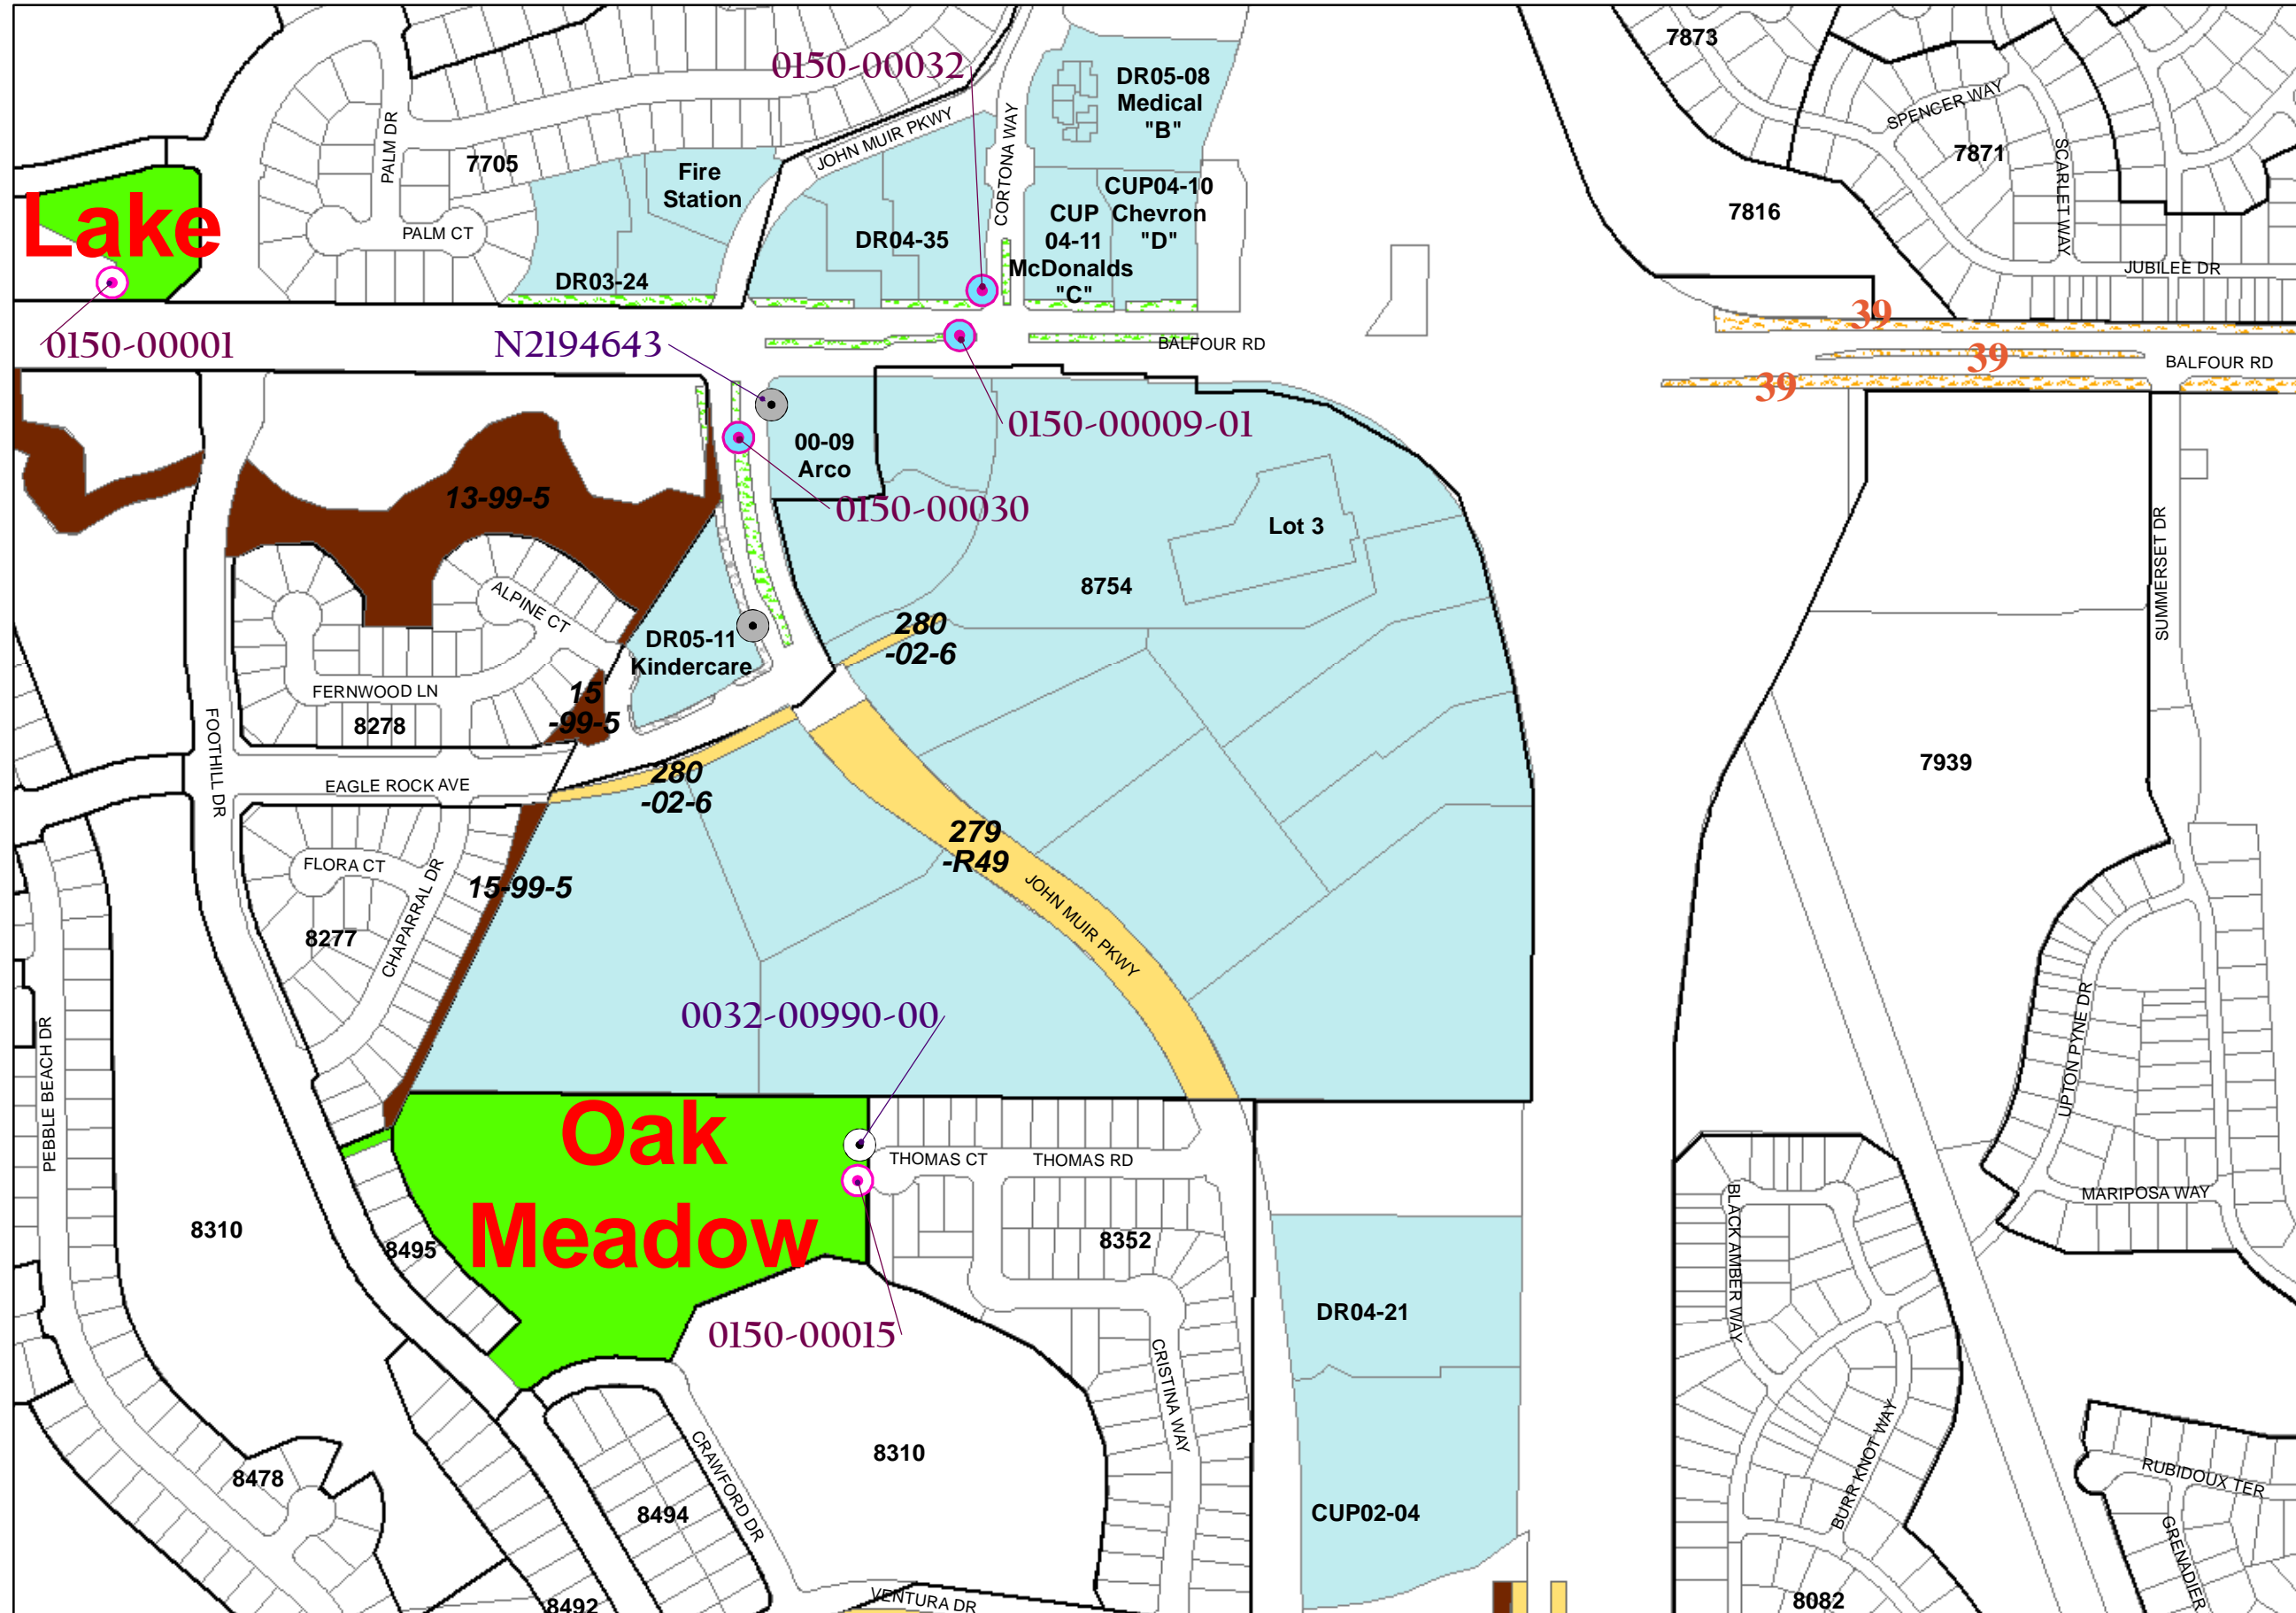 7873
0150-00032
DR05-08
Medical
"B"
SPENCER WAY
PALM DR
JOHN MUIR PKWY
CORTONA WAY
7705
7871
SCARLET WAY
Fire
Station
CUP04-10
Chevron
"D"
CUP
04-11
McDonalds
"C"
7816
Lake
PALM CT
DR04-35
JUBILEE DR
DR03-24
39
0150-00001
N2194643
BALFOUR RD
39
BALFOUR RD
39
0150-00009-01
00-09
Arco
13-99-5
0150-00030
Lot 3
SUMMERSET DR
8754
ALPINE CT
280
-02-6
DR05-11
Kindercare
FERNWOOD LN
15
-99-5
8278
FOOTHILL DR
7939
280
-02-6
EAGLE ROCK AVE
279
-R49
FLORA CT
JOHN MUIR PKWY
15-99-5
CHAPARRAL DR
8277
0032-00990-00
PEBBLE BEACH DR
UPTON PYNE DR
Oak
Meadow
THOMAS CT
THOMAS RD
MARIPOSA WAY
8310
8495
8352
BLACK AMBER WAY
DR04-21
0150-00015
CRISTINA WAY
8310
CRAWFORD DR
BURR KNOT WAY
8478
RUBIDOUX TER
8494
CUP02-04
GRENADIER
VENTURA DR
8492
8082